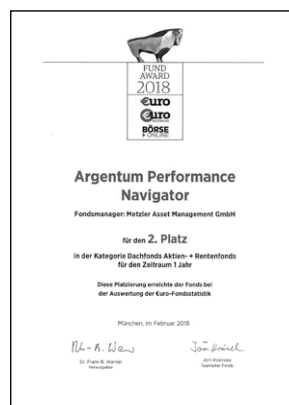 FUND
AWARD
2018
€uro
€uro
BÖRSE
ONLINE
Argentum Performance
Navigator
Fondsmanager: Metzler Asset Management GmbH
für den 2. Platz
in der Kategorie Dachfonds Aktien- + Rentenfonds
für den Zeitraum 1 Jahr
Diese Platzierung erreichte der Fonds bei
der Auswertung der €uro-Fondsstatistik
München, im Februar 2018
Dr. Frank-B. Werner
Herausgeber
Jörn Kränicke
Teamleiter Fonds